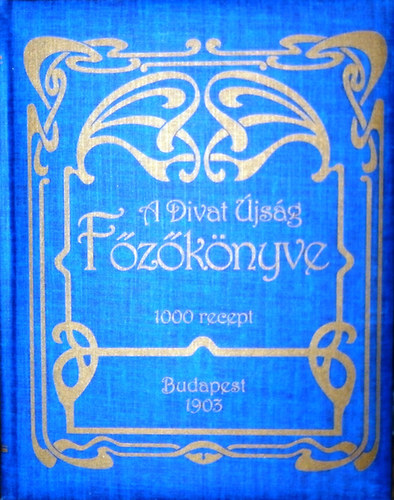 A Divat Újság
Főzőkönyve
1000 recept
Budapest
1903